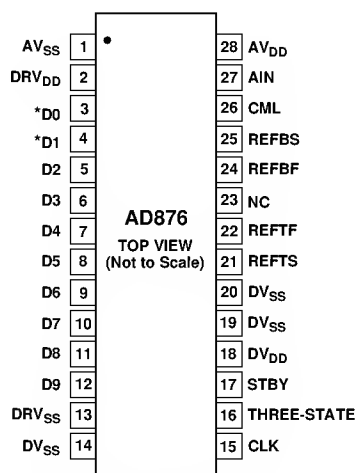 AVSS 1 28 AVDD
DRVDD 2 27 AIN
*D0 3 26 CML
*D1 4 25 REFBS
D2 5 24 REFBF
D3 6 23 NC
D4 7 22 REFTF
D5 8 21 REFTS
D6 9 20 DVSS
D7 10 19 DVSS
D8 11 18 DVDD
D9 12 17 STBY
DRVSS 13 16 THREE-STATE
DVSS 14 15 CLK
AD876
TOP VIEW
(Not to Scale)